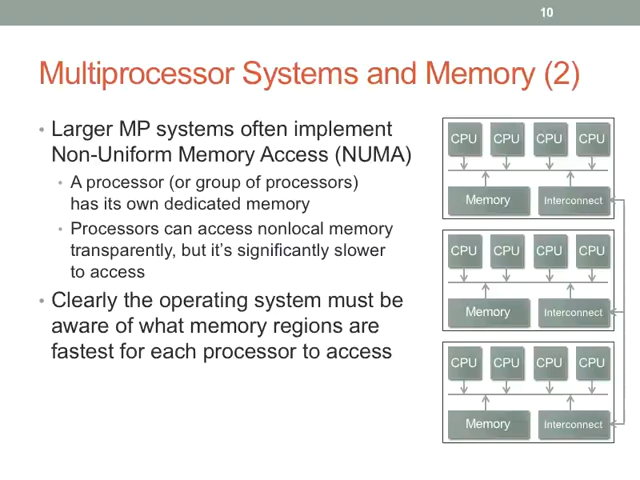 10
Multiprocessor Systems and Memory (2)
• Larger MP systems often implement
Non-Uniform Memory Access (NUMA)
• A processor (or group of processors)
has its own dedicated memory
• Processors can access nonlocal memory
transparently, but it's significantly slower
to access
• Clearly the operating system must be
aware of what memory regions are
fastest for each processor to access
CPU CPU CPU CPU
Memory Interconnect
CPU CPU CPU CPU
Memory Interconnect
CPU CPU CPU CPU
Memory Interconnect